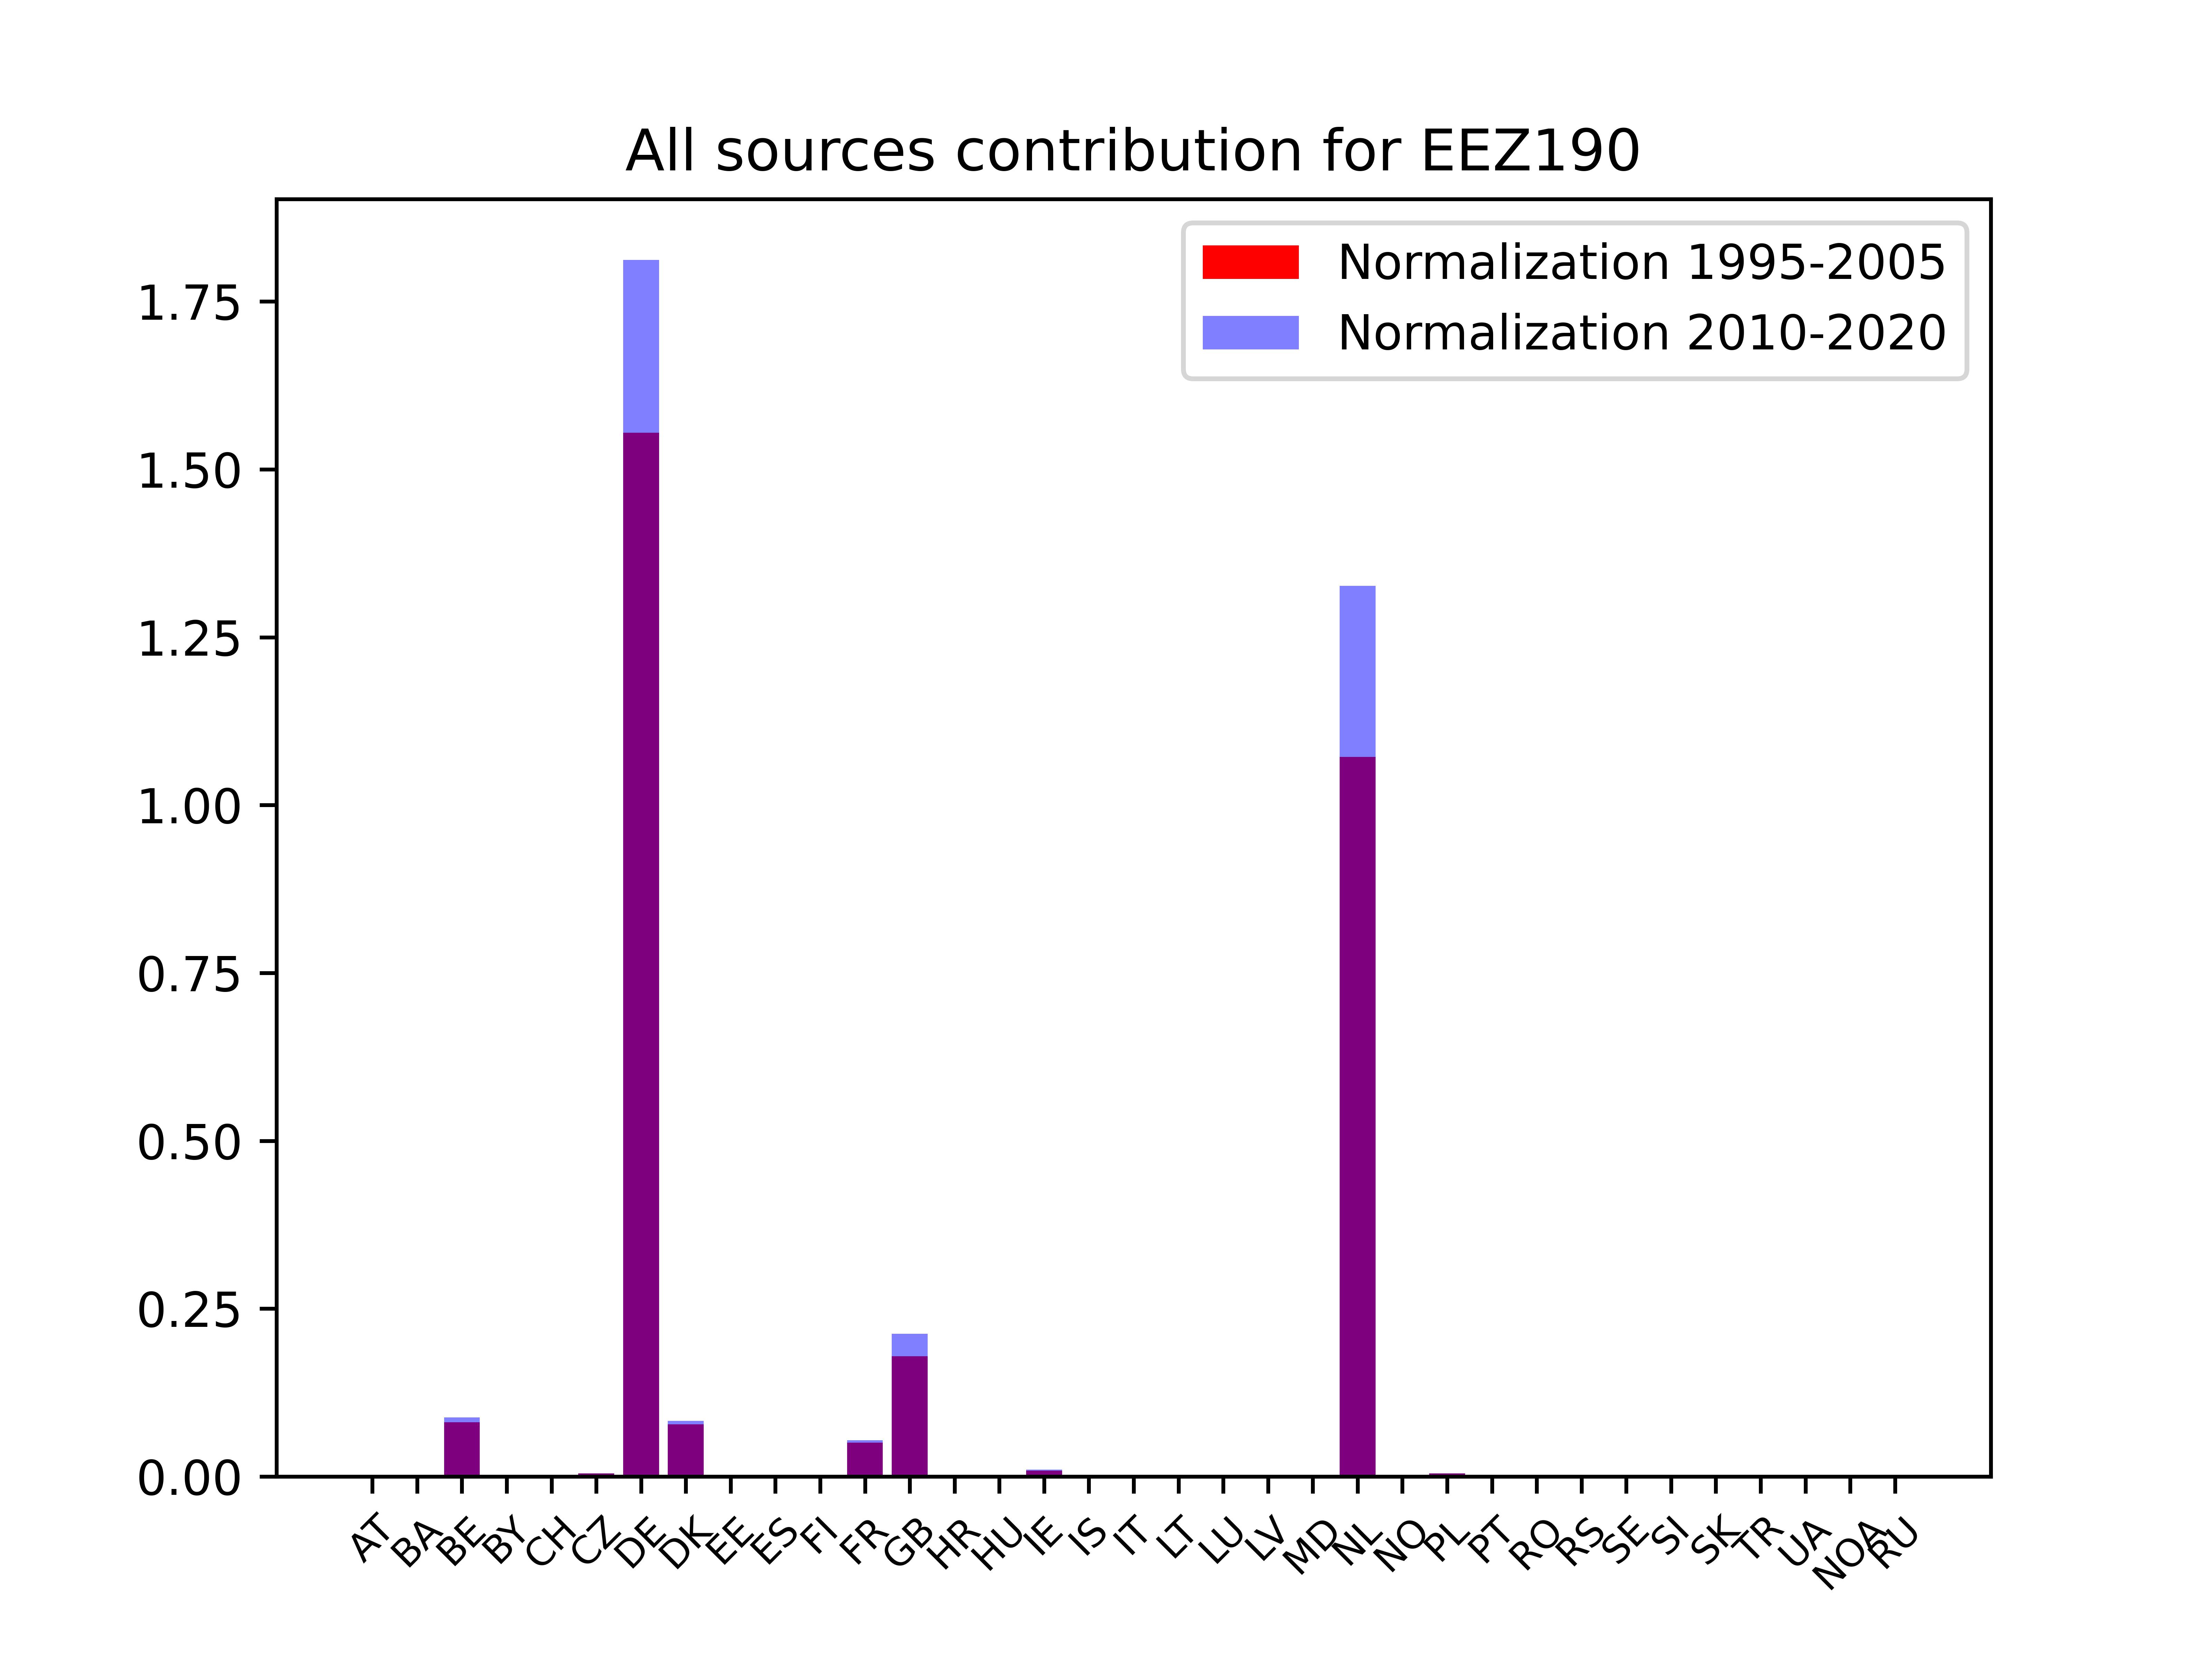 All sources contribution for EEZ190
Normalization 1995-2005
Normalization 2010-2020
1.75
1.50
1.25
1.00
0.75
0.50
0.25
0.00
AT BA BE BY CH CZ DE DK EE ES FI FR GB HR HU IE IS IT LT LU LV MD NL NO PL PT RO RS SE SI SK TR UA NOA RU